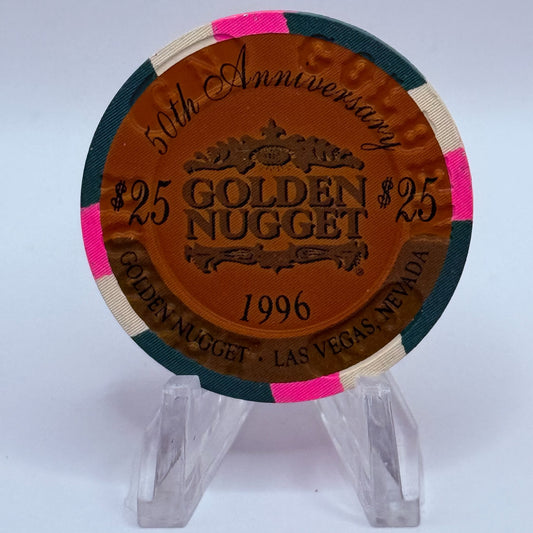 50th Anniversary
$25 GOLDEN $25
NUGGET
®
1996
GOLDEN NUGGET · LAS VEGAS, NEVADA